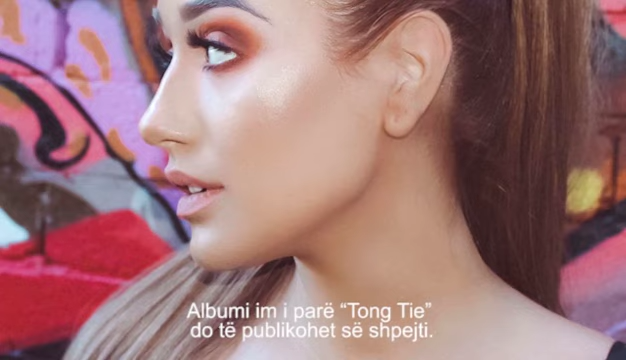 Albumi im i parë “Tong Tie”
do të publikohet së shpejti.